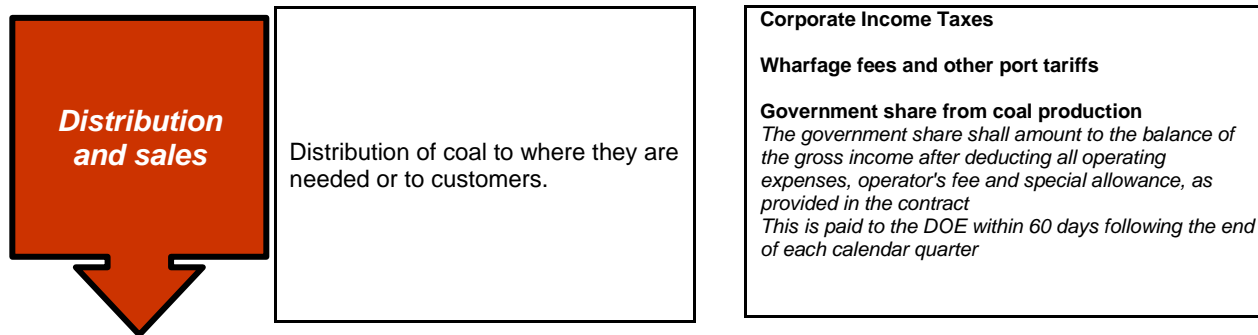 Distribution
and sales
Distribution of coal to where they are
needed or to customers.
Corporate Income Taxes
Wharfage fees and other port tariffs
Government share from coal production
The government share shall amount to the balance of
the gross income after deducting all operating
expenses, operator's fee and special allowance, as
provided in the contract
This is paid to the DOE within 60 days following the end
of each calendar quarter